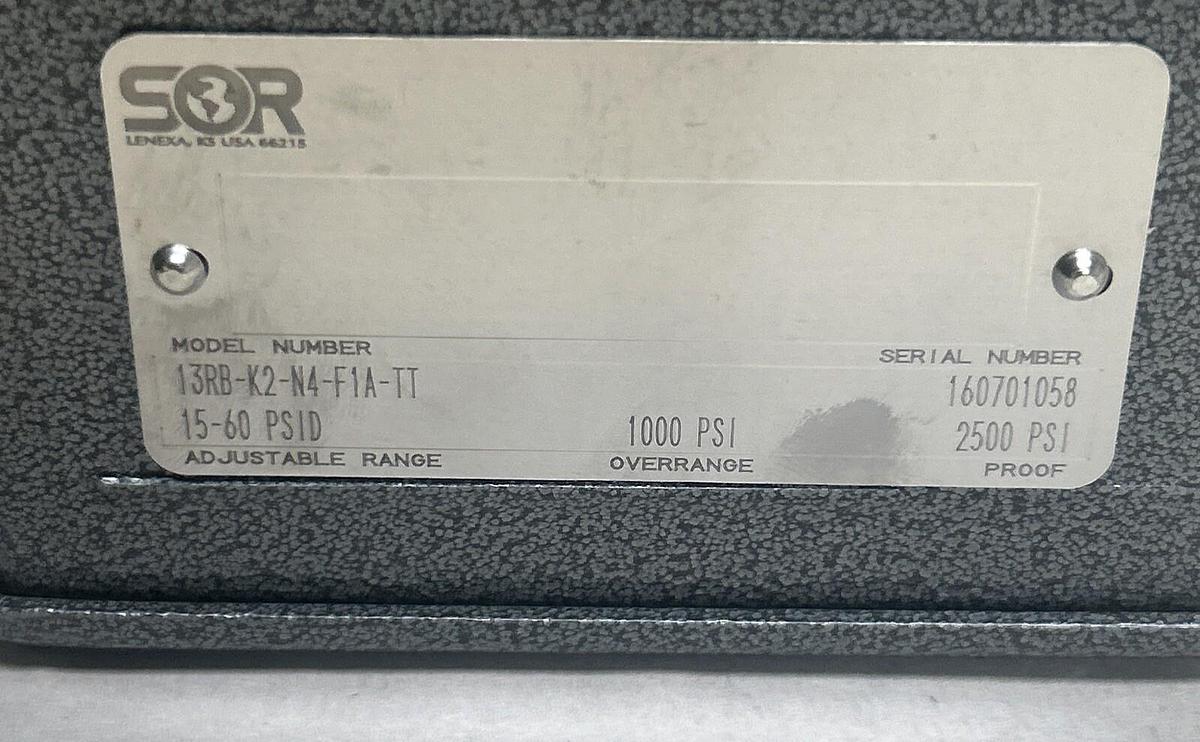 SOR
LENEXA, KS USA 66215
MODEL NUMBER
SERIAL NUMBER
13RB-K2-N4-F1A-TT
160701058
15-60 PSID
1000 PSI
2500 PSI
ADJUSTABLE RANGE
OVERRANGE
PROOF